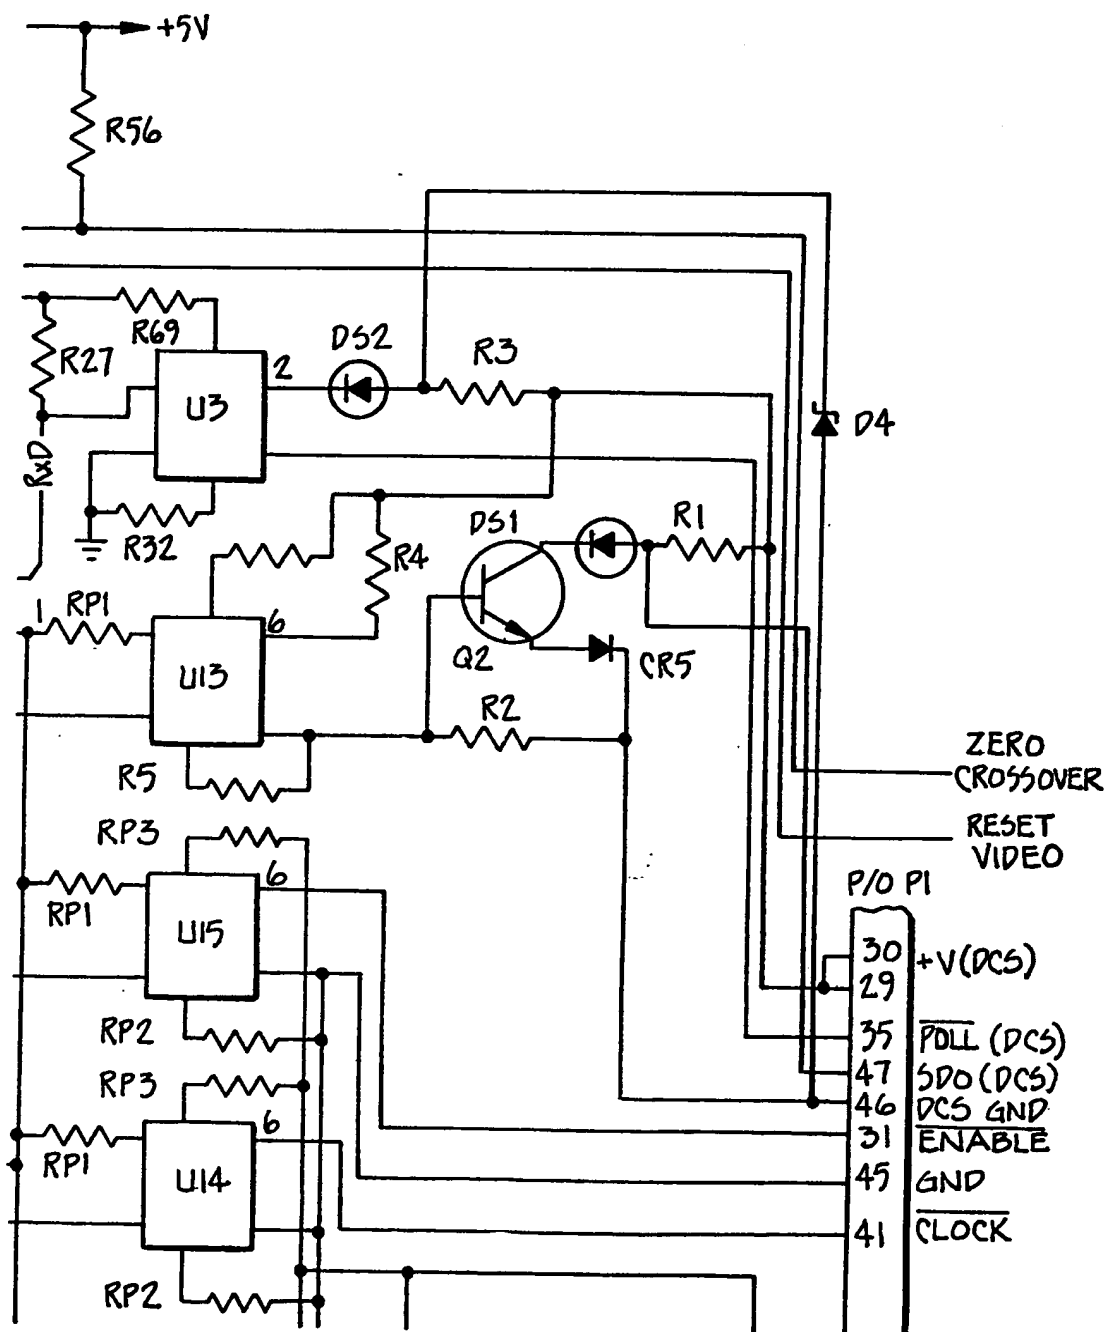 +5V
R56
R69
R27
U3
2
DS2
R3
D4
RxD
R32
DS1
R1
R4
1
RP1
6
U13
Q2
CR5
R2
R5
ZERO
CROSSOVER
RESET
VIDEO
RP3
6
RP1
U15
RP2
P/O P1
30
+V(DCS)
29
35
POLL (DCS)
47
SDO (DCS)
46
DCS GND
31
ENABLE
45
GND
41
CLOCK
RP3
6
RP1
U14
RP2